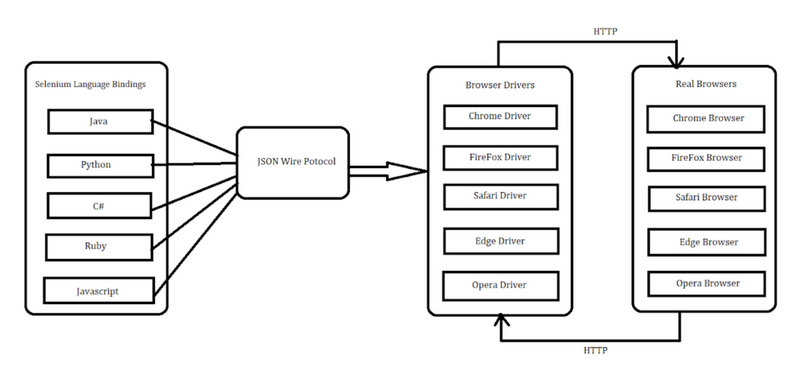 HTTP
Selenium Language Bindings
Java
Python
C#
Ruby
Javascript
JSON Wire Potocol
Browser Drivers
Chrome Driver
FireFox Driver
Safari Driver
Edge Driver
Opera Driver
Real Browsers
Chrome Browser
FireFox Browser
Safari Browser
Edge Browser
Opera Browser
HTTP